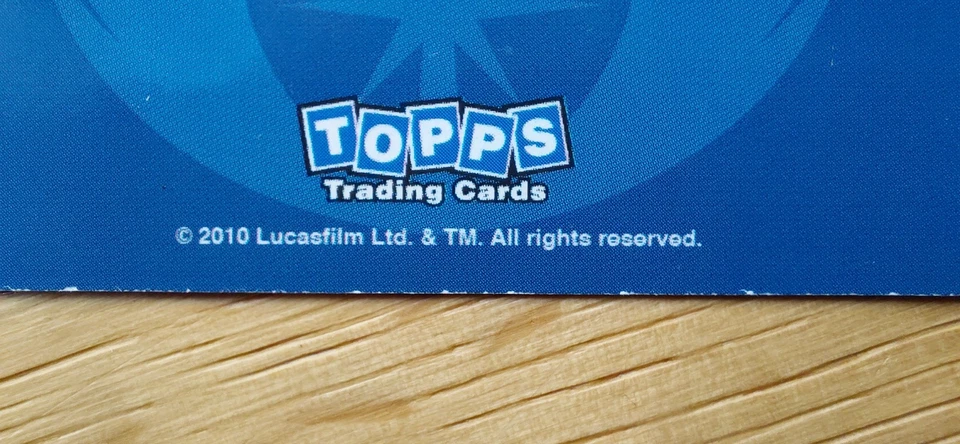 TOPPS
Trading Cards
© 2010 Lucasfilm Ltd. & TM. All rights reserved.